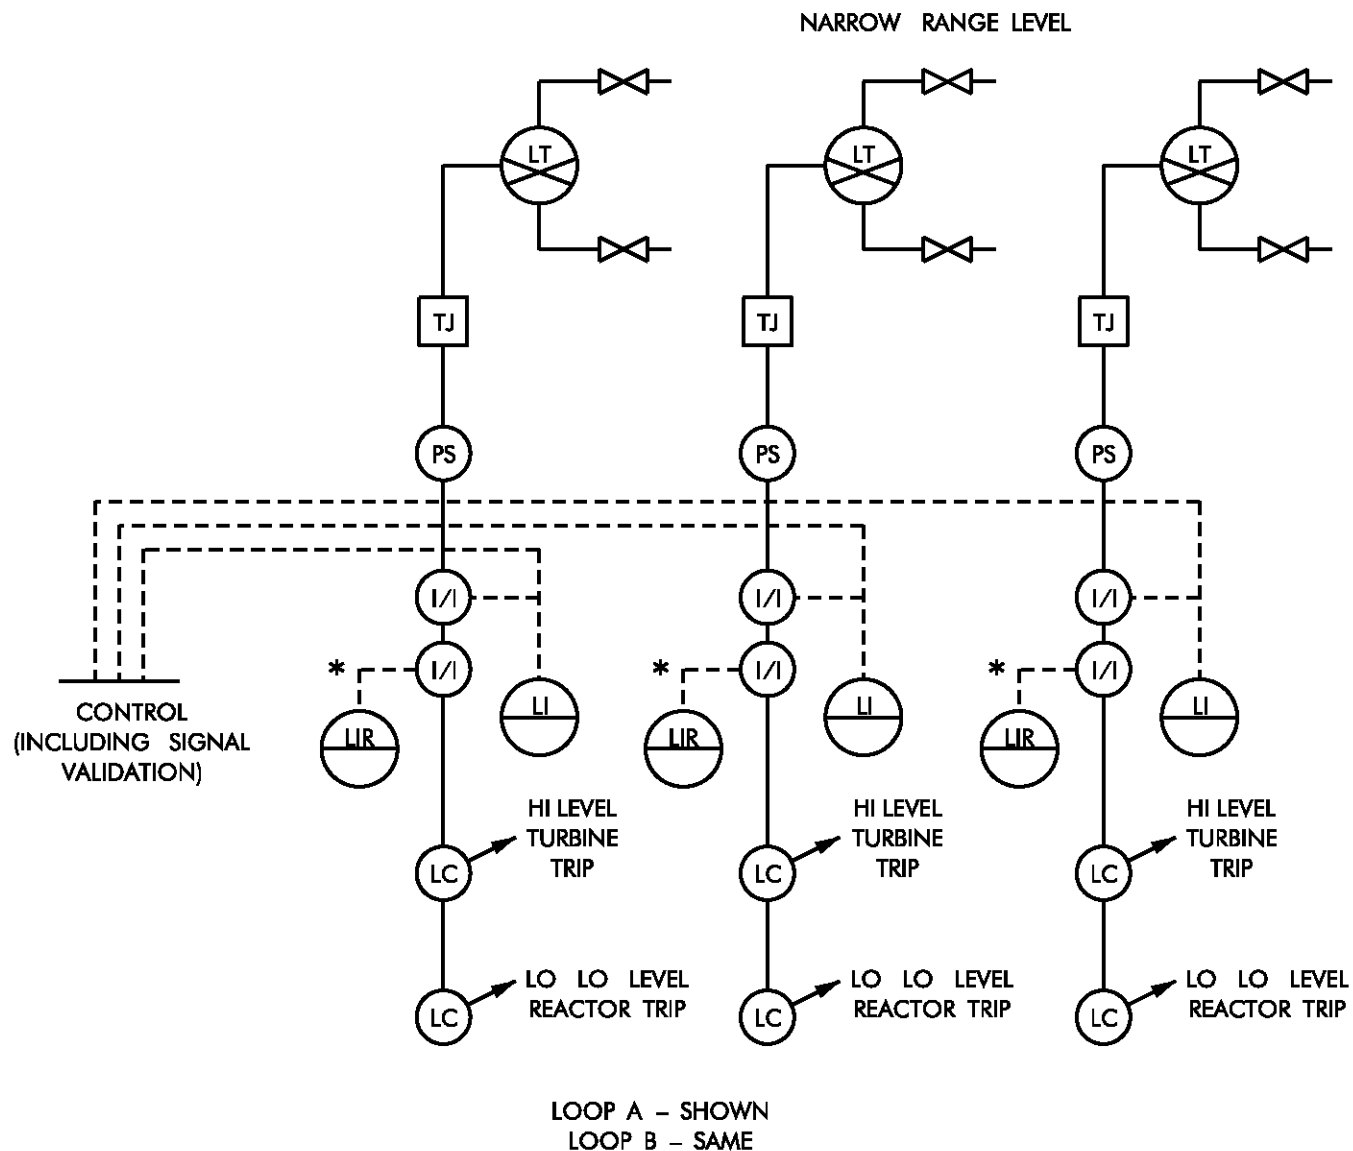 NARROW RANGE LEVEL
LT LT LT
TJ TJ TJ
PS PS PS
I/I I/I I/I
* I/I * I/I * I/I
LI LI LI
LIR LIR LIR
CONTROL
(INCLUDING SIGNAL
VALIDATION)
HI LEVEL HI LEVEL HI LEVEL
TURBINE TURBINE TURBINE
TRIP TRIP TRIP
LC LC LC
LO LO LEVEL LO LO LEVEL LO LO LEVEL
REACTOR TRIP REACTOR TRIP REACTOR TRIP
LC LC LC
LOOP A – SHOWN
LOOP B – SAME